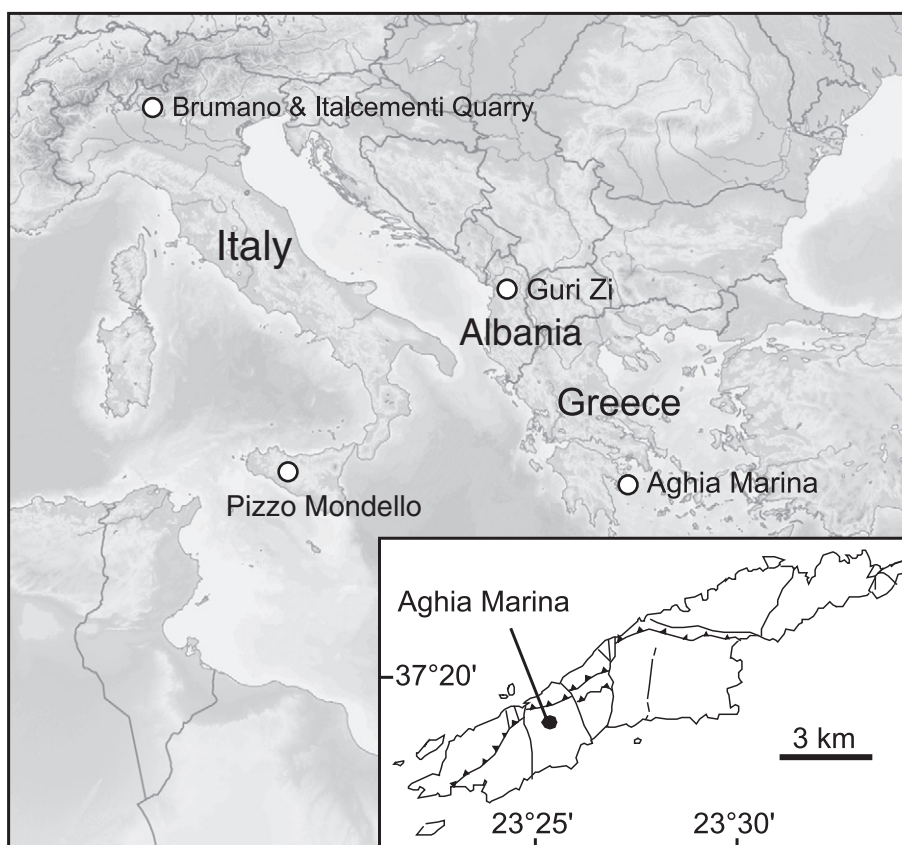 Brumano & Italcementi Quarry
Italy
Guri Zi
Albania
Greece
Aghia Marina
Pizzo Mondello
Aghia Marina
37°20'
3 km
23°25'
23°30'